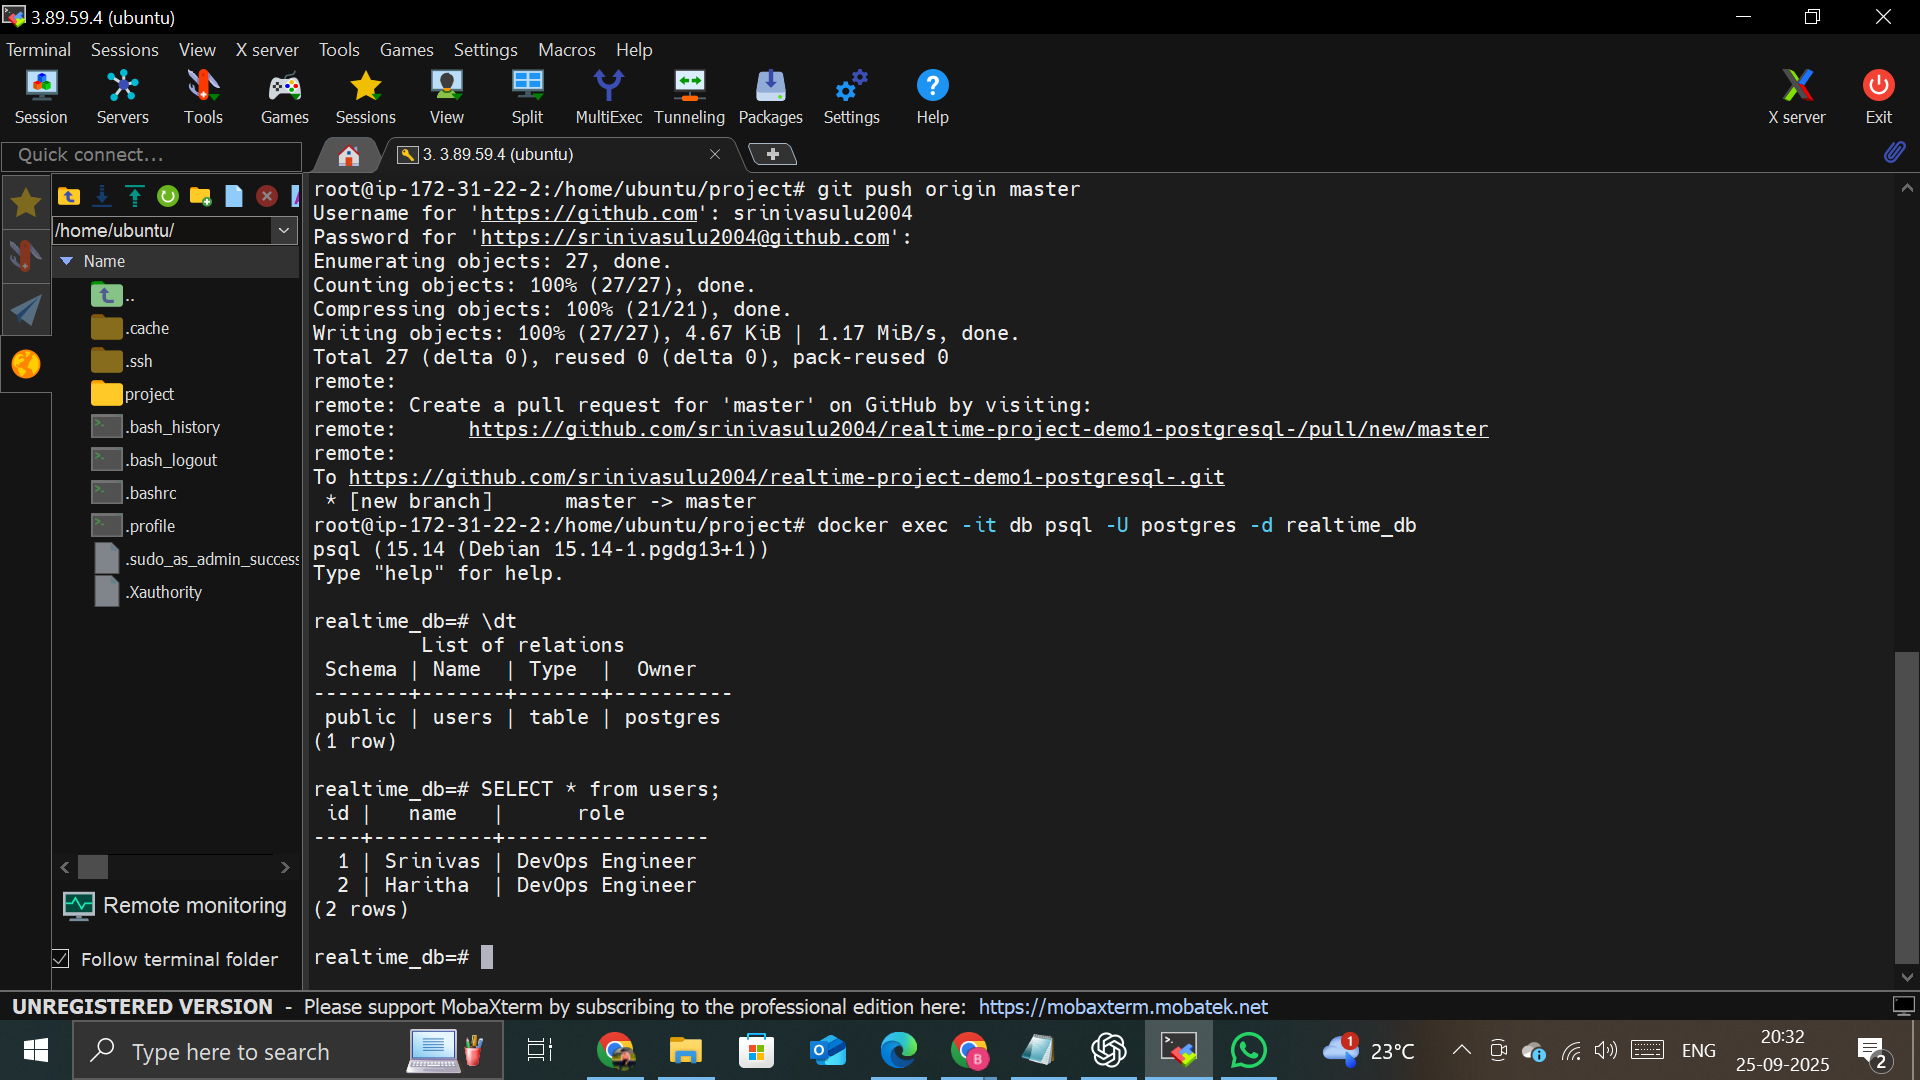 3.89.59.4 (ubuntu)
Terminal Sessions View X server Tools Games Settings Macros Help
Session Servers Tools Games Sessions View Split MultiExec Tunneling Packages Settings Help X server Exit
Quick connect...
3. 3.89.59.4 (ubuntu)
/home/ubuntu/
Name
..
.cache
.ssh
project
.bash_history
.bash_logout
.bashrc
.profile
.sudo_as_admin_success
.Xauthority
Remote monitoring
Follow terminal folder
root@ip-172-31-22-2:/home/ubuntu/project# git push origin master
Username for 'https://github.com': srinivasulu2004
Password for 'https://srinivasulu2004@github.com':
Enumerating objects: 27, done.
Counting objects: 100% (27/27), done.
Compressing objects: 100% (21/21), done.
Writing objects: 100% (27/27), 4.67 KiB | 1.17 MiB/s, done.
Total 27 (delta 0), reused 0 (delta 0), pack-reused 0
remote:
remote: Create a pull request for 'master' on GitHub by visiting:
remote:      https://github.com/srinivasulu2004/realtime-project-demo1-postgresql-/pull/new/master
remote:
To https://github.com/srinivasulu2004/realtime-project-demo1-postgresql-.git
 * [new branch]      master -> master
root@ip-172-31-22-2:/home/ubuntu/project# docker exec -it db psql -U postgres -d realtime_db
psql (15.14 (Debian 15.14-1.pgdg13+1))
Type "help" for help.
realtime_db=# \dt
         List of relations
 Schema | Name  | Type  |  Owner
--------+-------+-------+----------
 public | users | table | postgres
(1 row)
realtime_db=# SELECT * from users;
 id |   name   |      role
----+----------+-----------------
  1 | Srinivas | DevOps Engineer
  2 | Haritha  | DevOps Engineer
(2 rows)
realtime_db=#
UNREGISTERED VERSION - Please support MobaXterm by subscribing to the professional edition here: https://mobaxterm.mobatek.net
Type here to search
1
23°C
ENG
20:32
25-09-2025
2
B